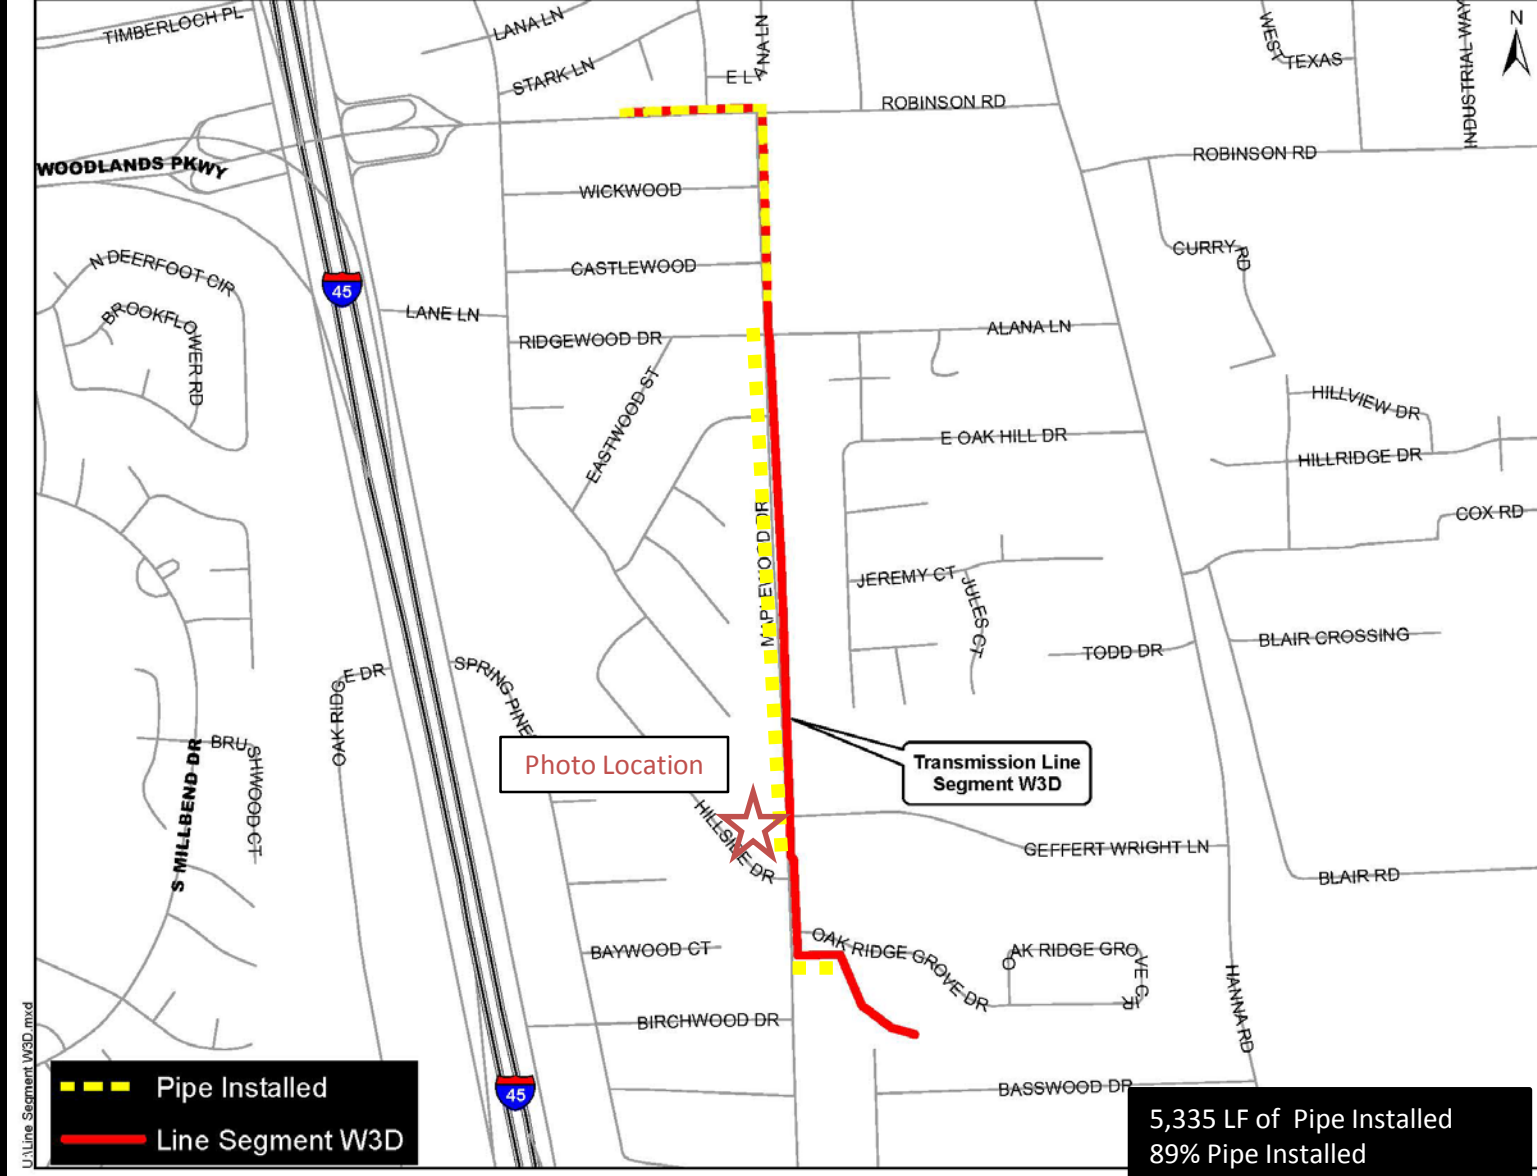 TIMBERLOCH PL
LANA LN
STARK LN
ANA LN
E L
ROBINSON RD
WEST TEXAS
INDUSTRIAL WAY
N
WOODLANDS PKWY
WICKWOOD
ROBINSON RD
N DEERFOOT CIR
CASTLEWOOD
CURRY RD
45
BROOKFLOWER RD
LANE LN
RIDGEWOOD DR
ALANA LN
EASTWOOD ST
HILLVIEW DR
E OAK HILL DR
HILLRIDGE DR
MAPLEWOOD DR
COX RD
JEREMY CT
JULES CT
BLAIR CROSSING
TODD DR
OAK RIDGE DR
SPRING PINE
BRUSHWOOD CT
S MILLBEND DR
Photo Location
Transmission Line
Segment W3D
HILLSIDE DR
GEFFERT WRIGHT LN
BLAIR RD
BAYWOOD CT
OAK RIDGE GROVE DR
OAK RIDGE GROVE CIR
HANNA RD
BIRCHWOOD DR
U:\Line Segment W3D.mxd
45
BASSWOOD DR
Pipe Installed
Line Segment W3D
5,335 LF of Pipe Installed
89% Pipe Installed